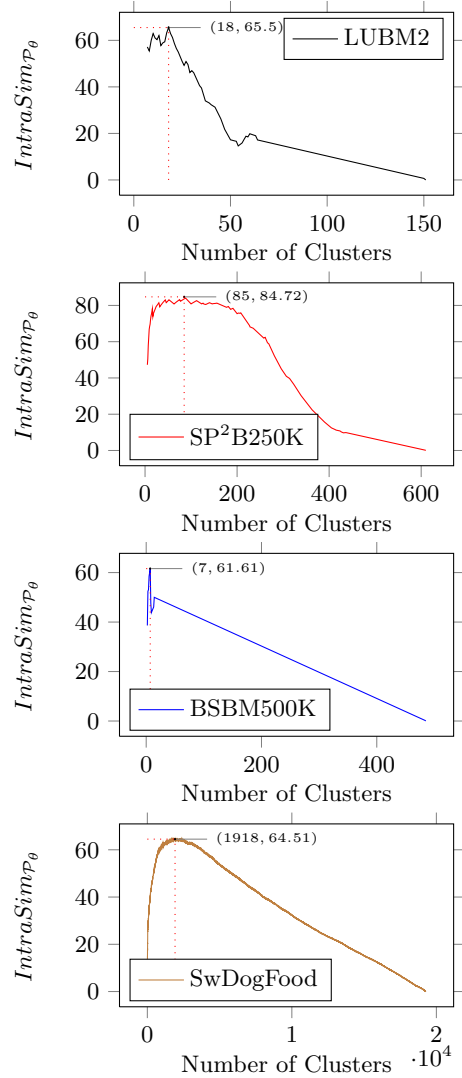 (18, 65.5)
LUBM2
60
40
20
0
IntraSim𝒫θ
0 50 100 150
Number of Clusters
(85, 84.72)
80
60
40
20
0
IntraSim𝒫θ
SP²B250K
0 200 400 600
Number of Clusters
(7, 61.61)
60
40
20
0
IntraSim𝒫θ
BSBM500K
0 200 400
Number of Clusters
(1918, 64.51)
60
40
20
0
IntraSim𝒫θ
SwDogFood
0 1 2
Number of Clusters ·10⁴